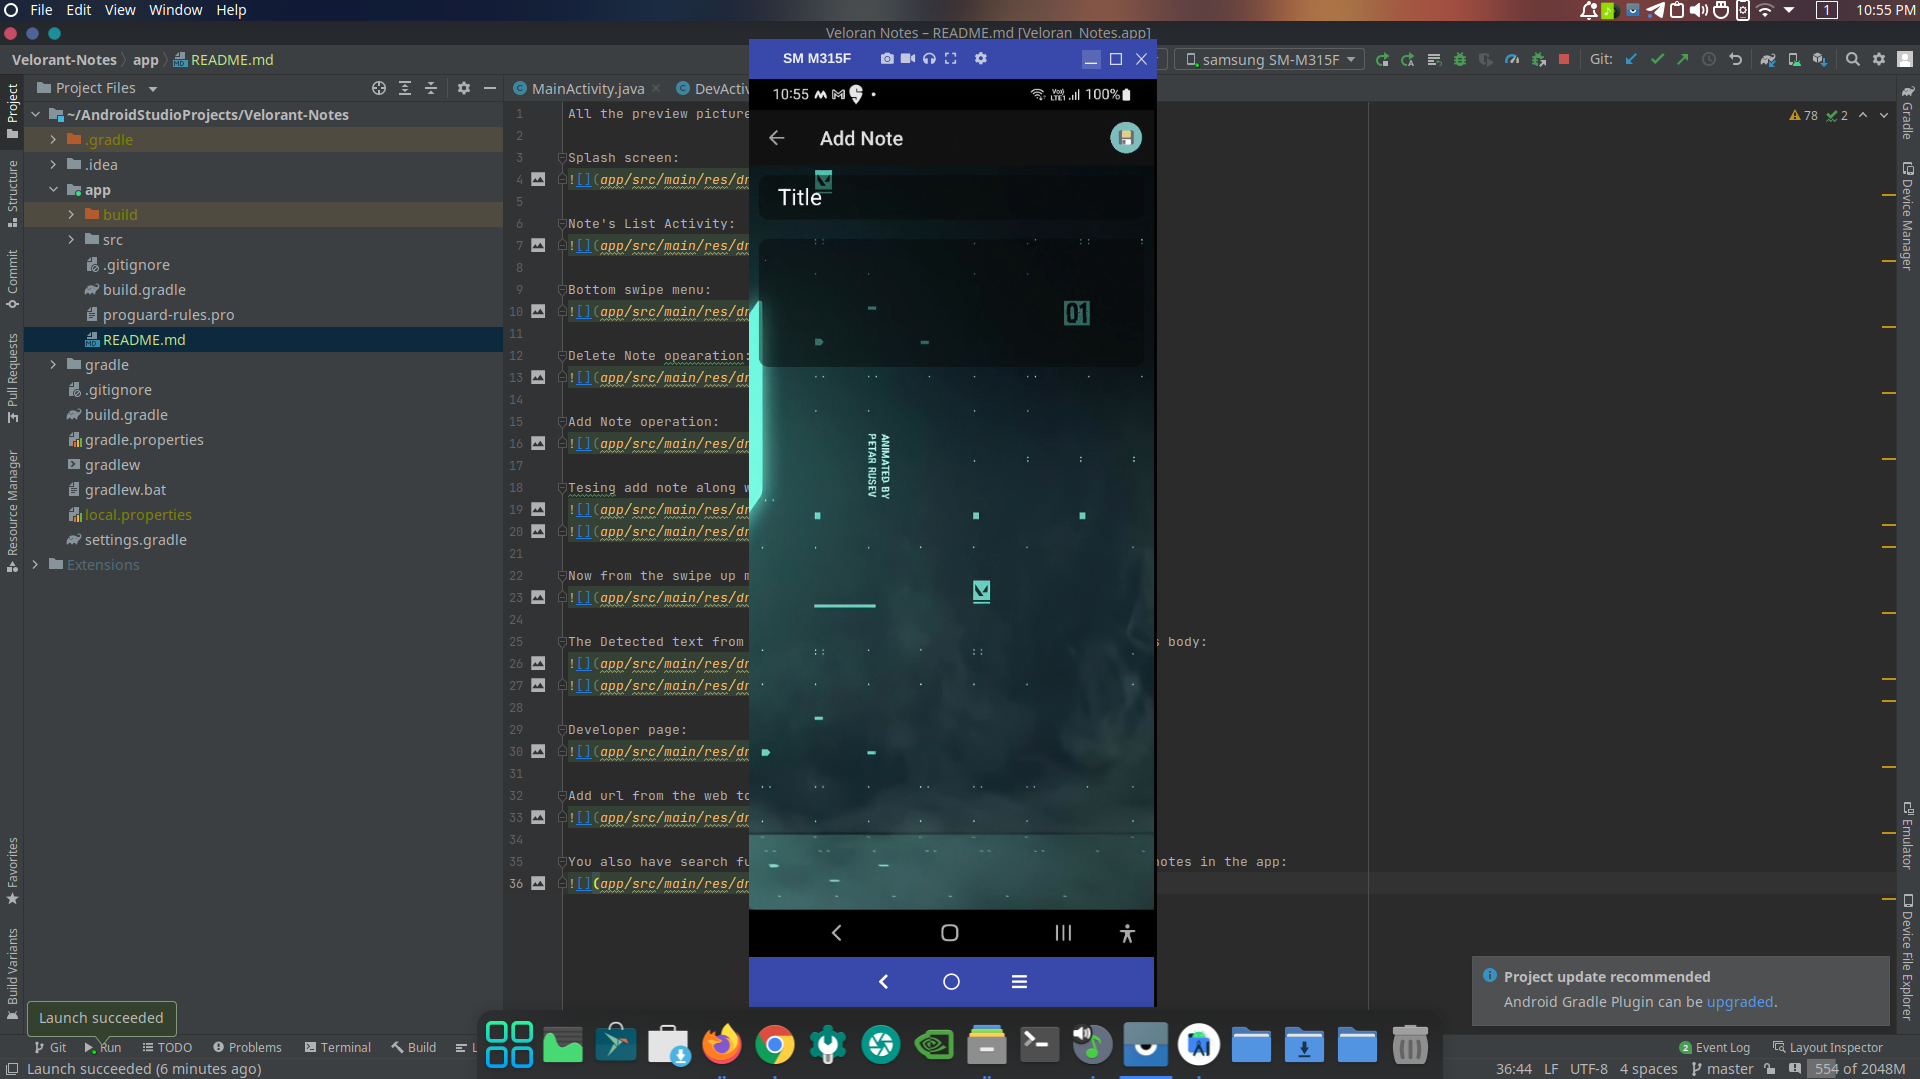 File Edit View Window Help
1 10:55 PM
Veloran Notes – README.md [Veloran_Notes.app]
Velorant-Notes app README.md
samsung SM-M315F
Git:
Project Files
MainActivity.java
DevActiv
~/AndroidStudioProjects/Velorant-Notes
.gradle
.idea
app
build
src
.gitignore
build.gradle
proguard-rules.pro
README.md
gradle
.gitignore
build.gradle
gradle.properties
gradlew
gradlew.bat
local.properties
settings.gradle
Extensions
Project
Structure
Commit
Pull Requests
Resource Manager
Favorites
Build Variants
1 All the preview picture
2
3 Splash screen:
4 ![](app/src/main/res/dr
5
6 Note's List Activity:
7 ![](app/src/main/res/dr
8
9 Bottom swipe menu:
10 ![](app/src/main/res/dr
11
12 Delete Note opearation:
13 ![](app/src/main/res/dr
14
15 Add Note operation:
16 ![](app/src/main/res/dr
17
18 Tesing add note along w
19 ![](app/src/main/res/dr
20 ![](app/src/main/res/dr
21
22 Now from the swipe up m
23 ![](app/src/main/res/dr
24
25 The Detected text from
s body:
26 ![](app/src/main/res/dr
27 ![](app/src/main/res/dr
28
29 Developer page:
30 ![](app/src/main/res/dr
31
32 Add url from the web to
33 ![](app/src/main/res/dr
34
35 You also have search fu
notes in the app:
36 ![](app/src/main/res/dr
78 2
SM M315F
10:55
100%
Add Note
Title
01
ANIMATED BY
PETAR RUSEV
Gradle
Device Manager
Emulator
Device File Explorer
Project update recommended
Android Gradle Plugin can be upgraded.
Launch succeeded
Git Run TODO Problems Terminal Build L
2 Event Log Layout Inspector
Launch succeeded (6 minutes ago)
36:44 LF UTF-8 4 spaces master 554 of 2048M